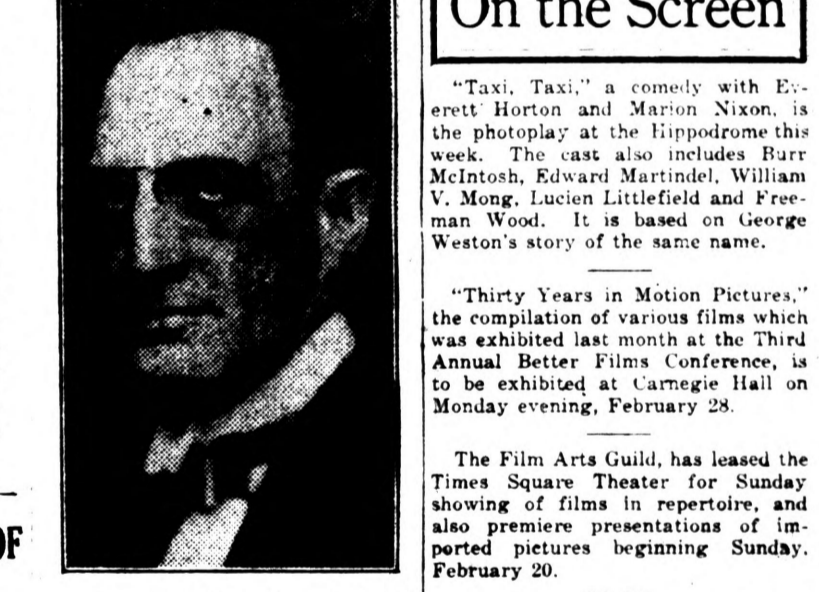 On the Screen
"Taxi, Taxi," a comedy with Ev-
erett Horton and Marion Nixon, is
the photoplay at the Hippodrome this
week. The cast also includes Burr
McIntosh, Edward Martindel, William
V. Mong, Lucien Littlefield and Free-
man Wood. It is based on George
Weston's story of the same name.
"Thirty Years in Motion Pictures,"
the compilation of various films which
was exhibited last month at the Third
Annual Better Films Conference, is
to be exhibited at Carnegie Hall on
Monday evening, February 28.
The Film Arts Guild, has leased the
Times Square Theater for Sunday
showing of films in repertoire, and
also premiere presentations of im-
ported pictures beginning Sunday,
February 20.
OF